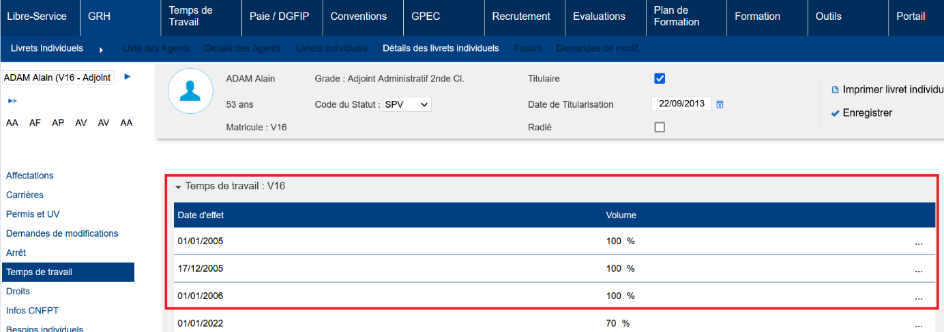 Libre-Service GRH Temps de Travail Paie / DGFIP Conventions GPEC Recrutement Evaluations Plan de Formation Formation Outils Portail
Livrets Individuels Liste des Agents Détails des Agents Livrets Individuels Détails des livrets individuels Fusion Demandes de modif.
ADAM Alain (V16 - Adjoint
AA AF AP AV AV AA
ADAM Alain Grade : Adjoint Administratif 2nde Cl. Titulaire
53 ans Code du Statut : SPV Date de Titularisation 22/09/2013
Matricule : V16 Radié
Imprimer livret individu
Enregistrer
Affectations
Carrières
Permis et UV
Demandes de modifications
Arrêt
Temps de travail
Droits
Infos CNFPT
Besoins individuels
Temps de travail : V16
Date d'effet Volume
01/01/2005 100 % ...
17/12/2005 100 % ...
01/01/2006 100 % ...
01/01/2022 70 % ...